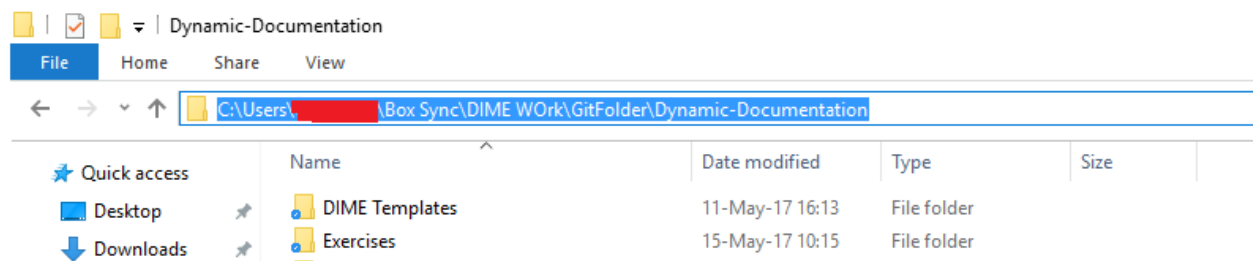 Dynamic-Documentation
File Home Share View
C:\Users\ \Box Sync\DIME WOrk\GitFolder\Dynamic-Documentation
Quick access
Desktop
Downloads
Name Date modified Type Size
DIME Templates 11-May-17 16:13 File folder
Exercises 15-May-17 10:15 File folder